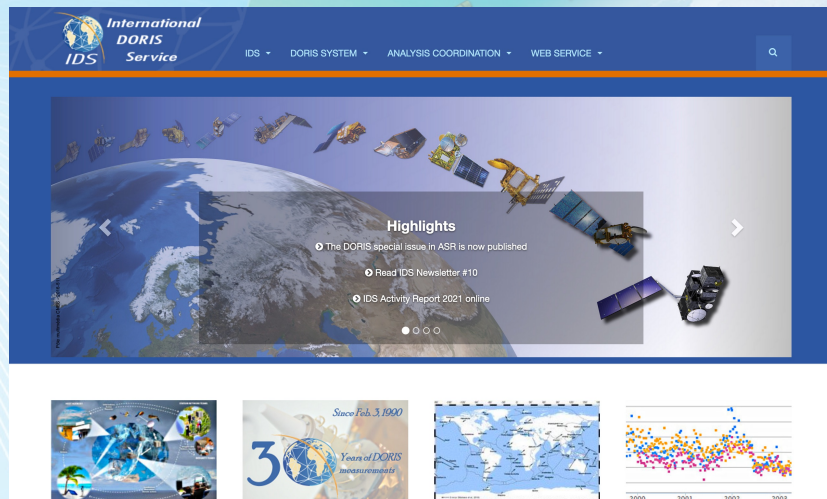 International
DORIS
Service
IDS
IDS
DORIS SYSTEM
ANALYSIS COORDINATION
WEB SERVICE
Highlights
The DORIS special issue in ASR is now published
Read IDS Newsletter #10
IDS Activity Report 2021 online
Since Feb. 3, 1990
30
Years of DORIS
measurements
2000 2001 2002 2003